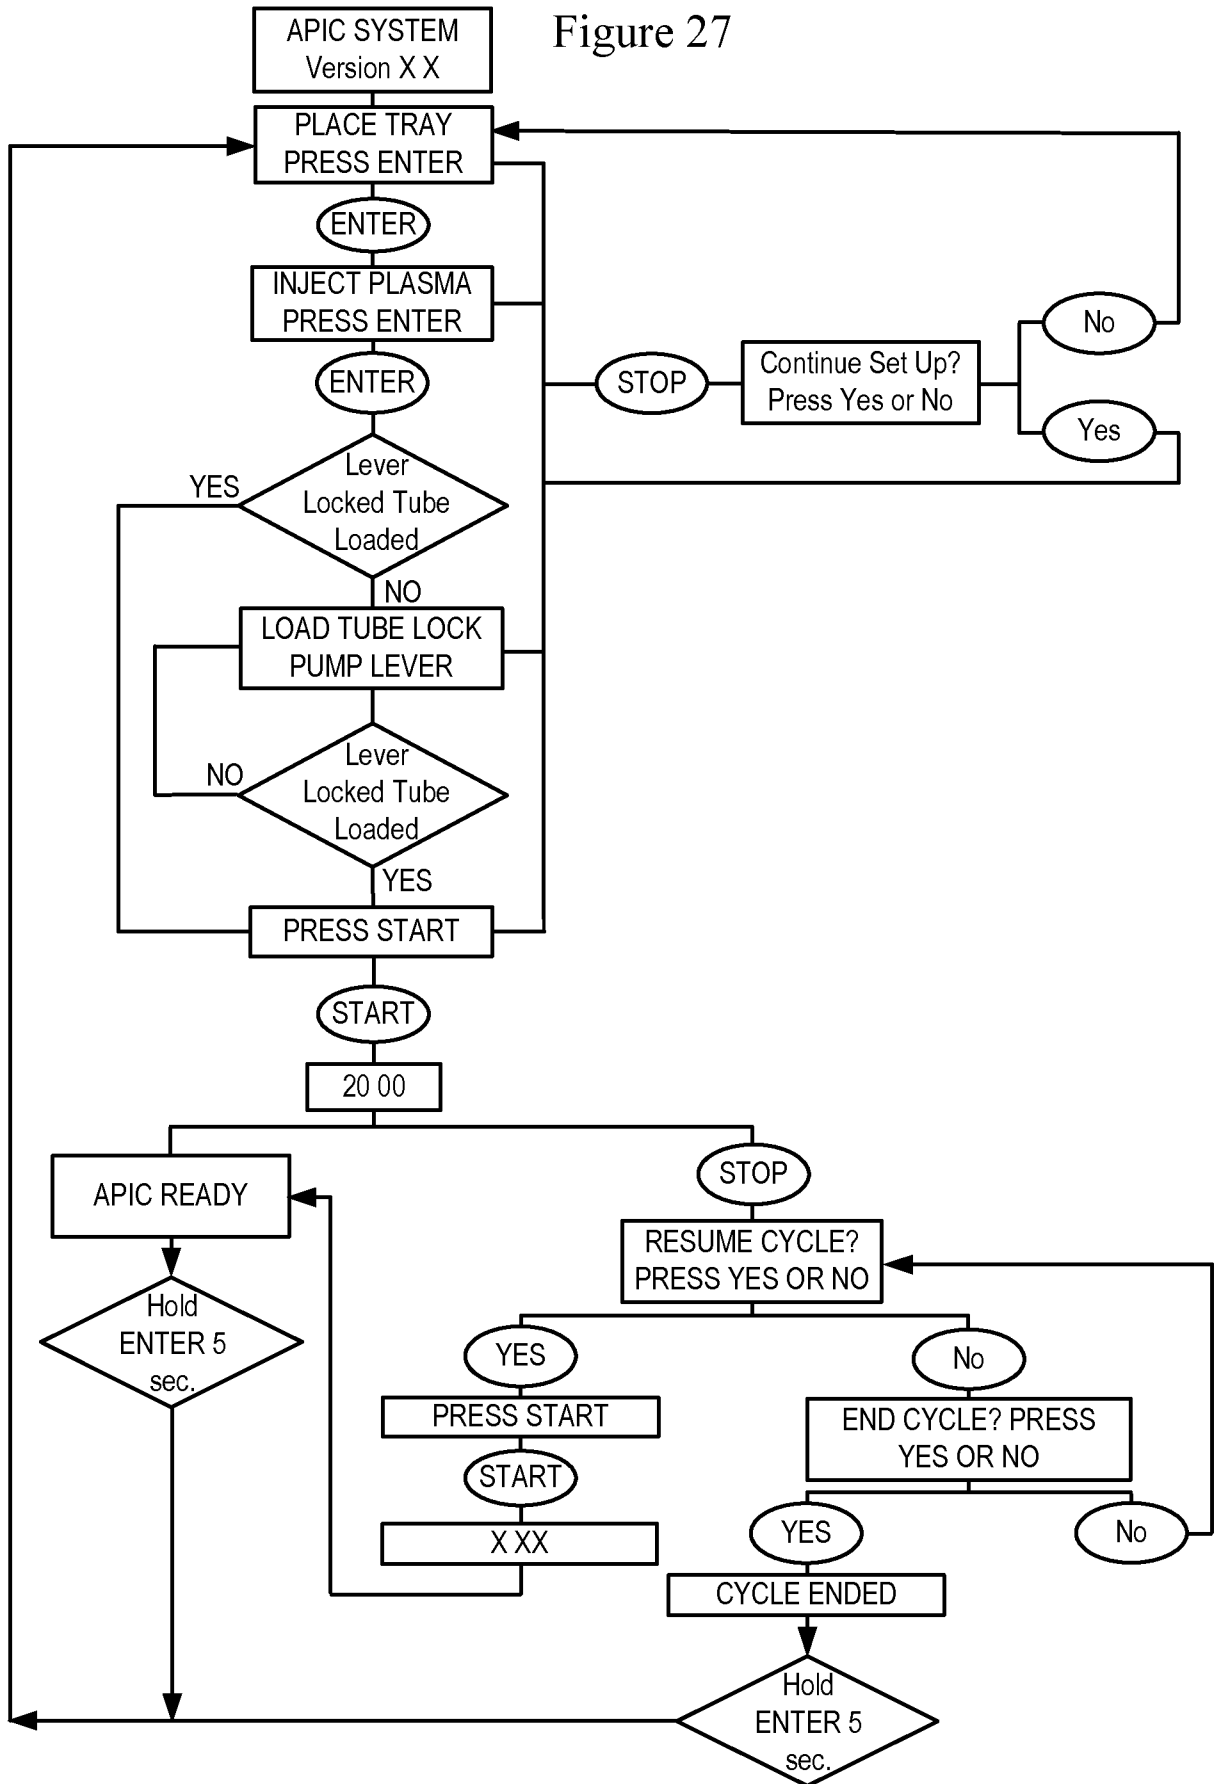 Figure 27
APIC SYSTEM
Version X X
PLACE TRAY
PRESS ENTER
ENTER
INJECT PLASMA
PRESS ENTER
ENTER
STOP
Continue Set Up?
Press Yes or No
No
Yes
Lever
Locked Tube
Loaded
YES
NO
LOAD TUBE LOCK
PUMP LEVER
Lever
Locked Tube
Loaded
NO
YES
PRESS START
START
20 00
APIC READY
Hold
ENTER 5
sec.
STOP
RESUME CYCLE?
PRESS YES OR NO
YES
PRESS START
START
X XX
No
END CYCLE? PRESS
YES OR NO
YES
No
CYCLE ENDED
Hold
ENTER 5
sec.